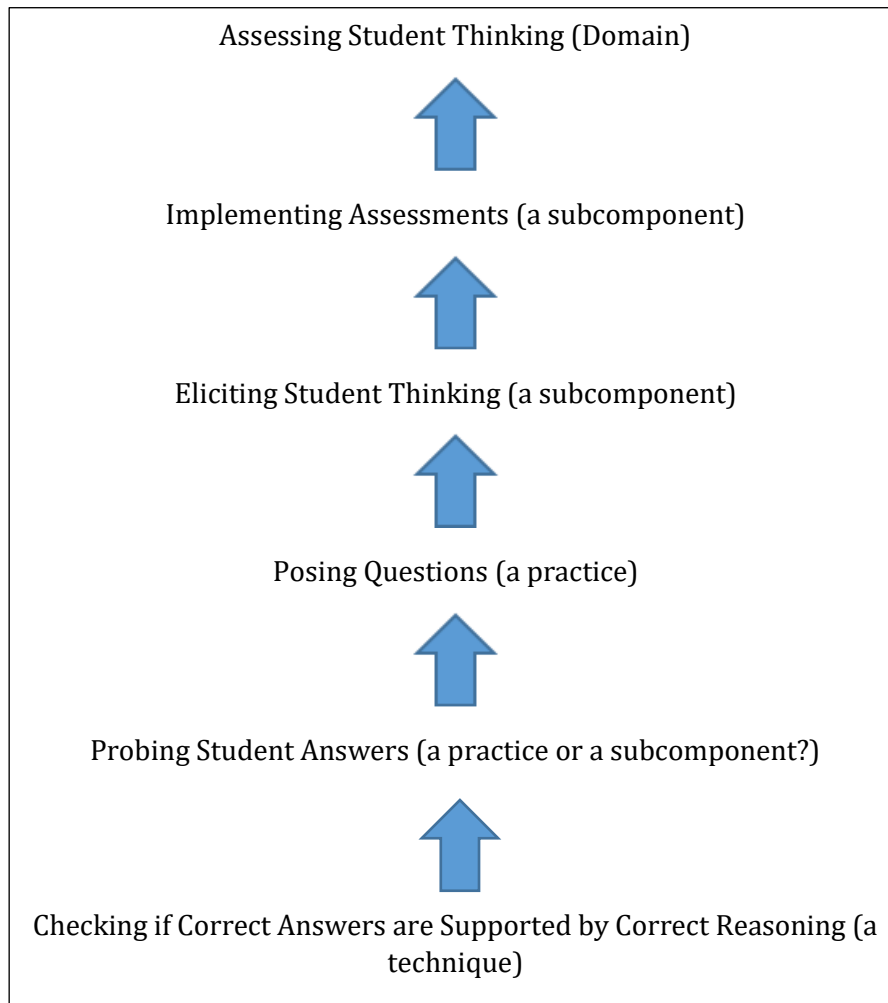 Assessing Student Thinking (Domain)
Implementing Assessments (a subcomponent)
Eliciting Student Thinking (a subcomponent)
Posing Questions (a practice)
Probing Student Answers (a practice or a subcomponent?)
Checking if Correct Answers are Supported by Correct Reasoning (a
technique)